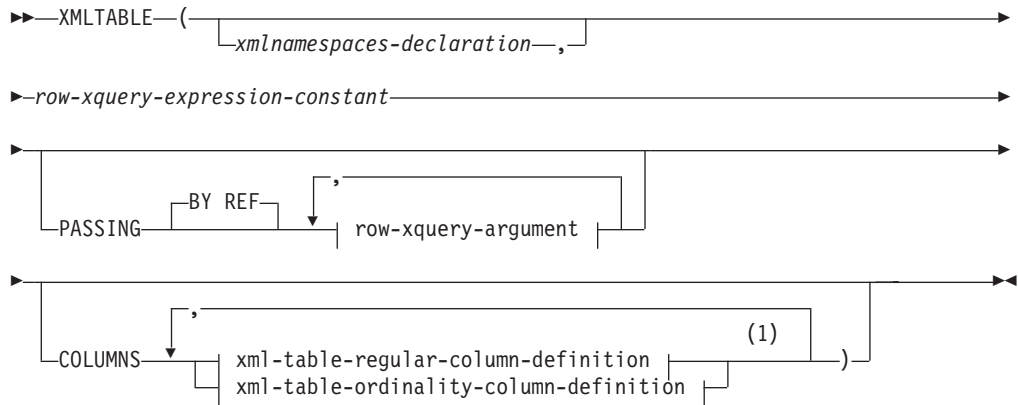 XMLTABLE (
xmlnamespaces-declaration ,
row-xquery-expression-constant
,
BY REF
PASSING row-xquery-argument
,
(1)
COLUMNS xml-table-regular-column-definition )
xml-table-ordinality-column-definition